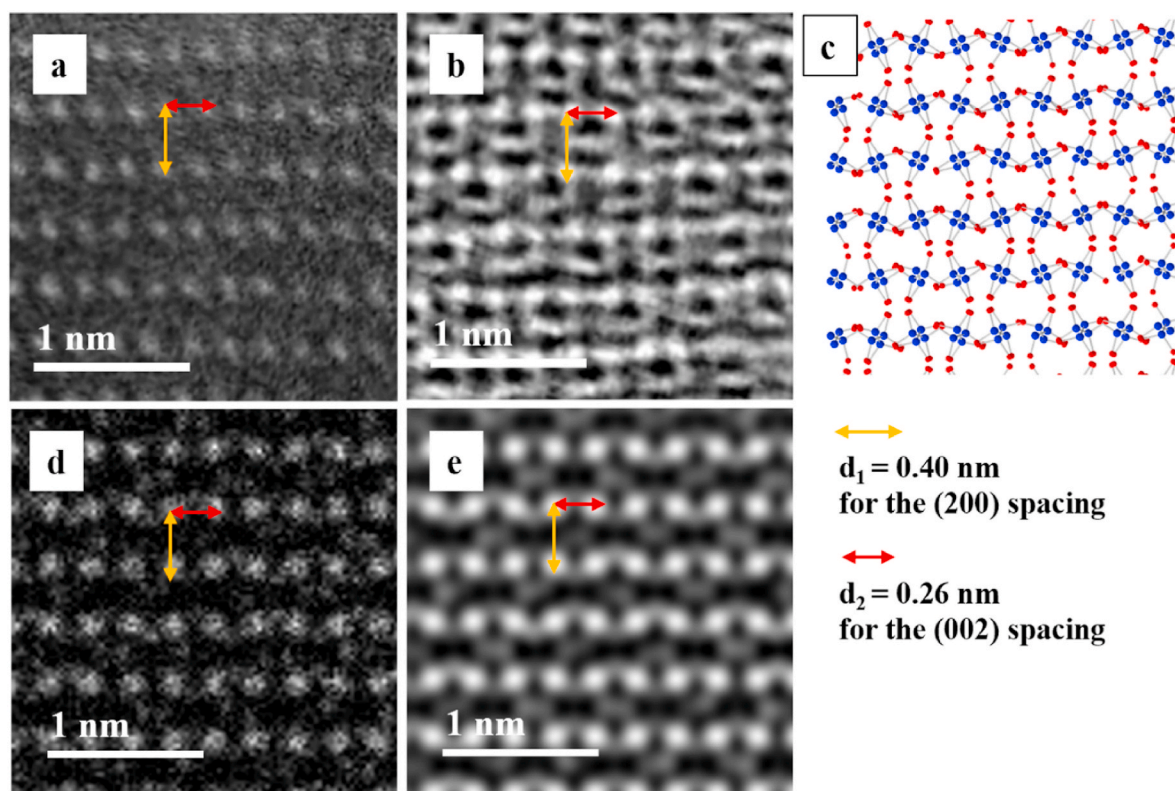 a
b
c
1 nm
1 nm
d
e
d₁ = 0.40 nm
for the (200) spacing
d₂ = 0.26 nm
for the (002) spacing
1 nm
1 nm